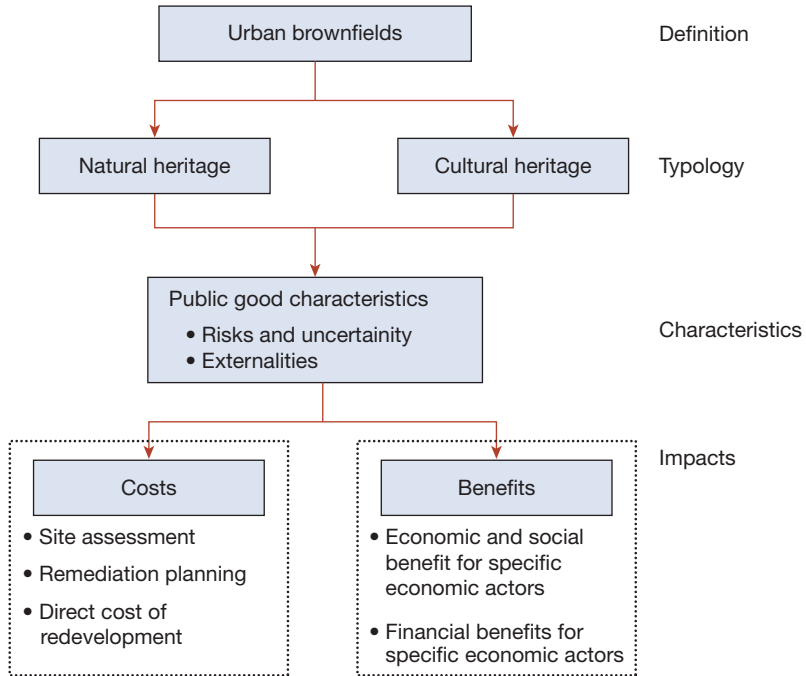 Urban brownfields
Definition
Natural heritage
Cultural heritage
Typology
Public good characteristics
• Risks and uncertainity
• Externalities
Characteristics
Impacts
Costs
• Site assessment
• Remediation planning
• Direct cost of
redevelopment
Benefits
• Economic and social
benefit for specific
economic actors
• Financial benefits for
specific economic actors